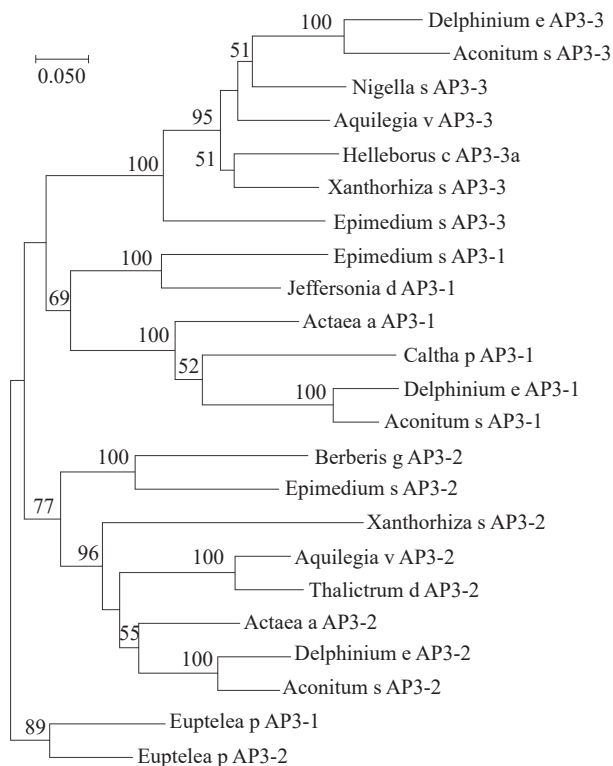 100
Delphinium e AP3-3
Aconitum s AP3-3
51
0.050
Nigella s AP3-3
95
Aquilegia v AP3-3
Helleborus c AP3-3a
51
100
Xanthorhiza s AP3-3
Epimedium s AP3-3
100
Epimedium s AP3-1
Jeffersonia d AP3-1
69
Actaea a AP3-1
100
Caltha p AP3-1
52
100
Delphinium e AP3-1
Aconitum s AP3-1
100
Berberis g AP3-2
Epimedium s AP3-2
77
Xanthorhiza s AP3-2
96
100
Aquilegia v AP3-2
Thalictrum d AP3-2
Actaea a AP3-2
55
100
Delphinium e AP3-2
Aconitum s AP3-2
89
Euptelea p AP3-1
Euptelea p AP3-2